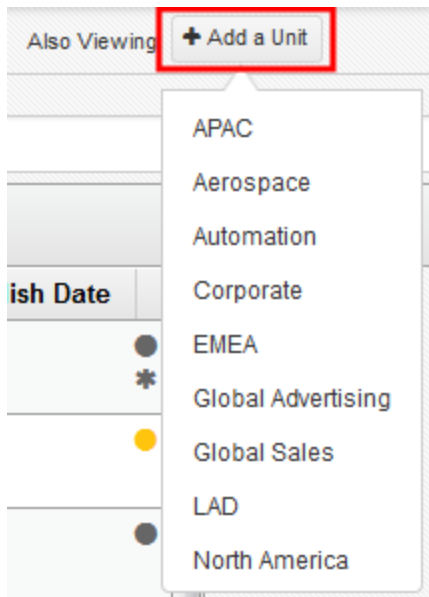 Also Viewing + Add a Unit
APAC
Aerospace
Automation
ish Date Corporate
EMEA
Global Advertising
Global Sales
LAD
North America